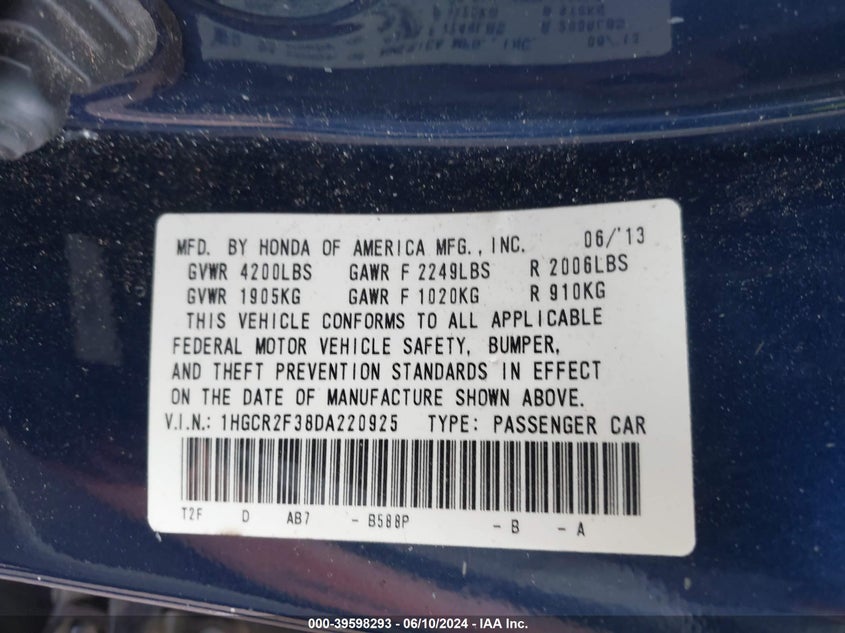 MFD. BY HONDA OF AMERICA MFG., INC. 06/'13
GVWR 4200LBS GAWR F 2249LBS R 2006LBS
GVWR 1905KG GAWR F 1020KG R 910KG
THIS VEHICLE CONFORMS TO ALL APPLICABLE
FEDERAL MOTOR VEHICLE SAFETY, BUMPER,
AND THEFT PREVENTION STANDARDS IN EFFECT
ON THE DATE OF MANUFACTURE SHOWN ABOVE.
V.I.N.: 1HGCR2F38DA220925 TYPE: PASSENGER CAR
T2F D AB7 - B588P - B - A
000-39598293 - 06/10/2024 - IAA Inc.